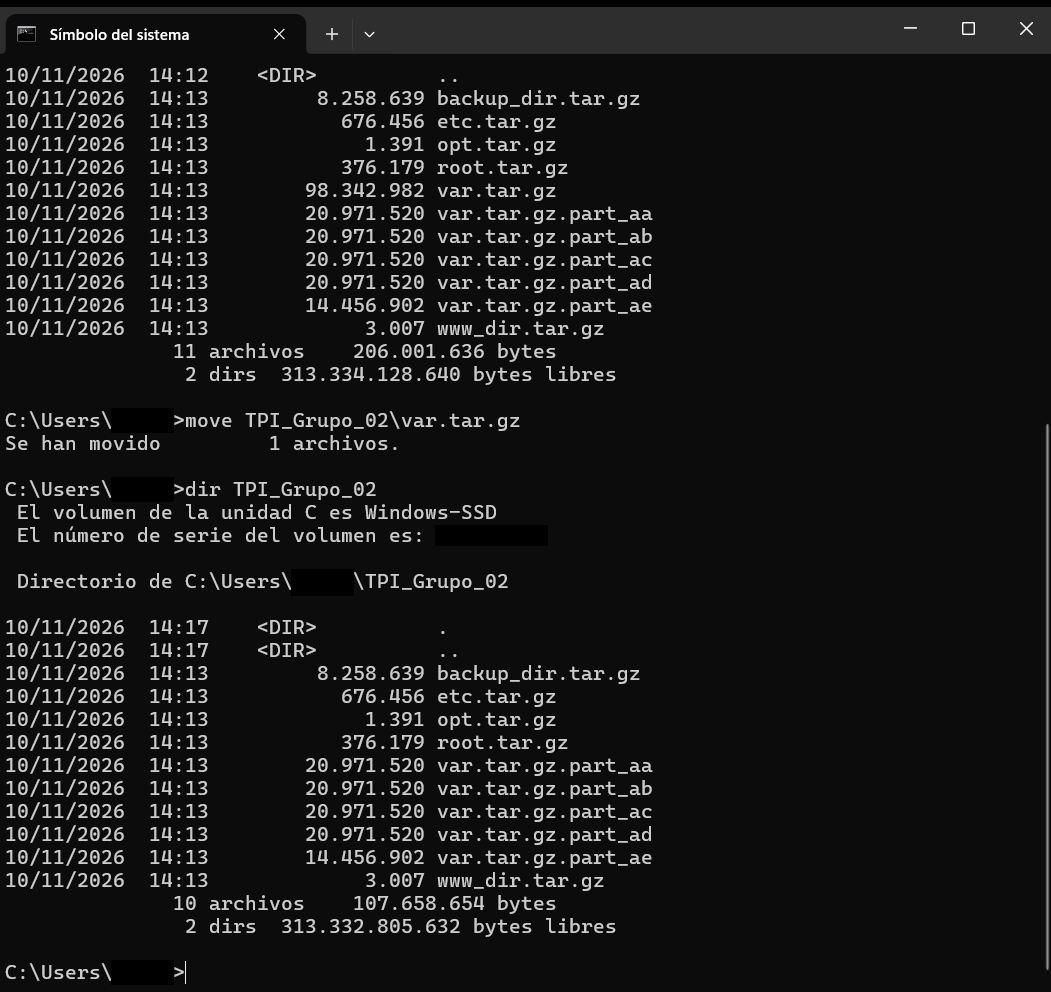 Símbolo del sistema
10/11/2026  14:12    <DIR>          ..
10/11/2026  14:13         8.258.639 backup_dir.tar.gz
10/11/2026  14:13           676.456 etc.tar.gz
10/11/2026  14:13             1.391 opt.tar.gz
10/11/2026  14:13           376.179 root.tar.gz
10/11/2026  14:13        98.342.982 var.tar.gz
10/11/2026  14:13        20.971.520 var.tar.gz.part_aa
10/11/2026  14:13        20.971.520 var.tar.gz.part_ab
10/11/2026  14:13        20.971.520 var.tar.gz.part_ac
10/11/2026  14:13        20.971.520 var.tar.gz.part_ad
10/11/2026  14:13        14.456.902 var.tar.gz.part_ae
10/11/2026  14:13             3.007 www_dir.tar.gz
              11 archivos    206.001.636 bytes
               2 dirs  313.334.128.640 bytes libres
C:\Users\     >move TPI_Grupo_02\var.tar.gz
Se han movido         1 archivos.
C:\Users\     >dir TPI_Grupo_02
 El volumen de la unidad C es Windows-SSD
 El número de serie del volumen es:
 Directorio de C:\Users\     \TPI_Grupo_02
10/11/2026  14:17    <DIR>          .
10/11/2026  14:17    <DIR>          ..
10/11/2026  14:13         8.258.639 backup_dir.tar.gz
10/11/2026  14:13           676.456 etc.tar.gz
10/11/2026  14:13             1.391 opt.tar.gz
10/11/2026  14:13           376.179 root.tar.gz
10/11/2026  14:13        20.971.520 var.tar.gz.part_aa
10/11/2026  14:13        20.971.520 var.tar.gz.part_ab
10/11/2026  14:13        20.971.520 var.tar.gz.part_ac
10/11/2026  14:13        20.971.520 var.tar.gz.part_ad
10/11/2026  14:13        14.456.902 var.tar.gz.part_ae
10/11/2026  14:13             3.007 www_dir.tar.gz
              10 archivos    107.658.654 bytes
               2 dirs  313.332.805.632 bytes libres
C:\Users\     >